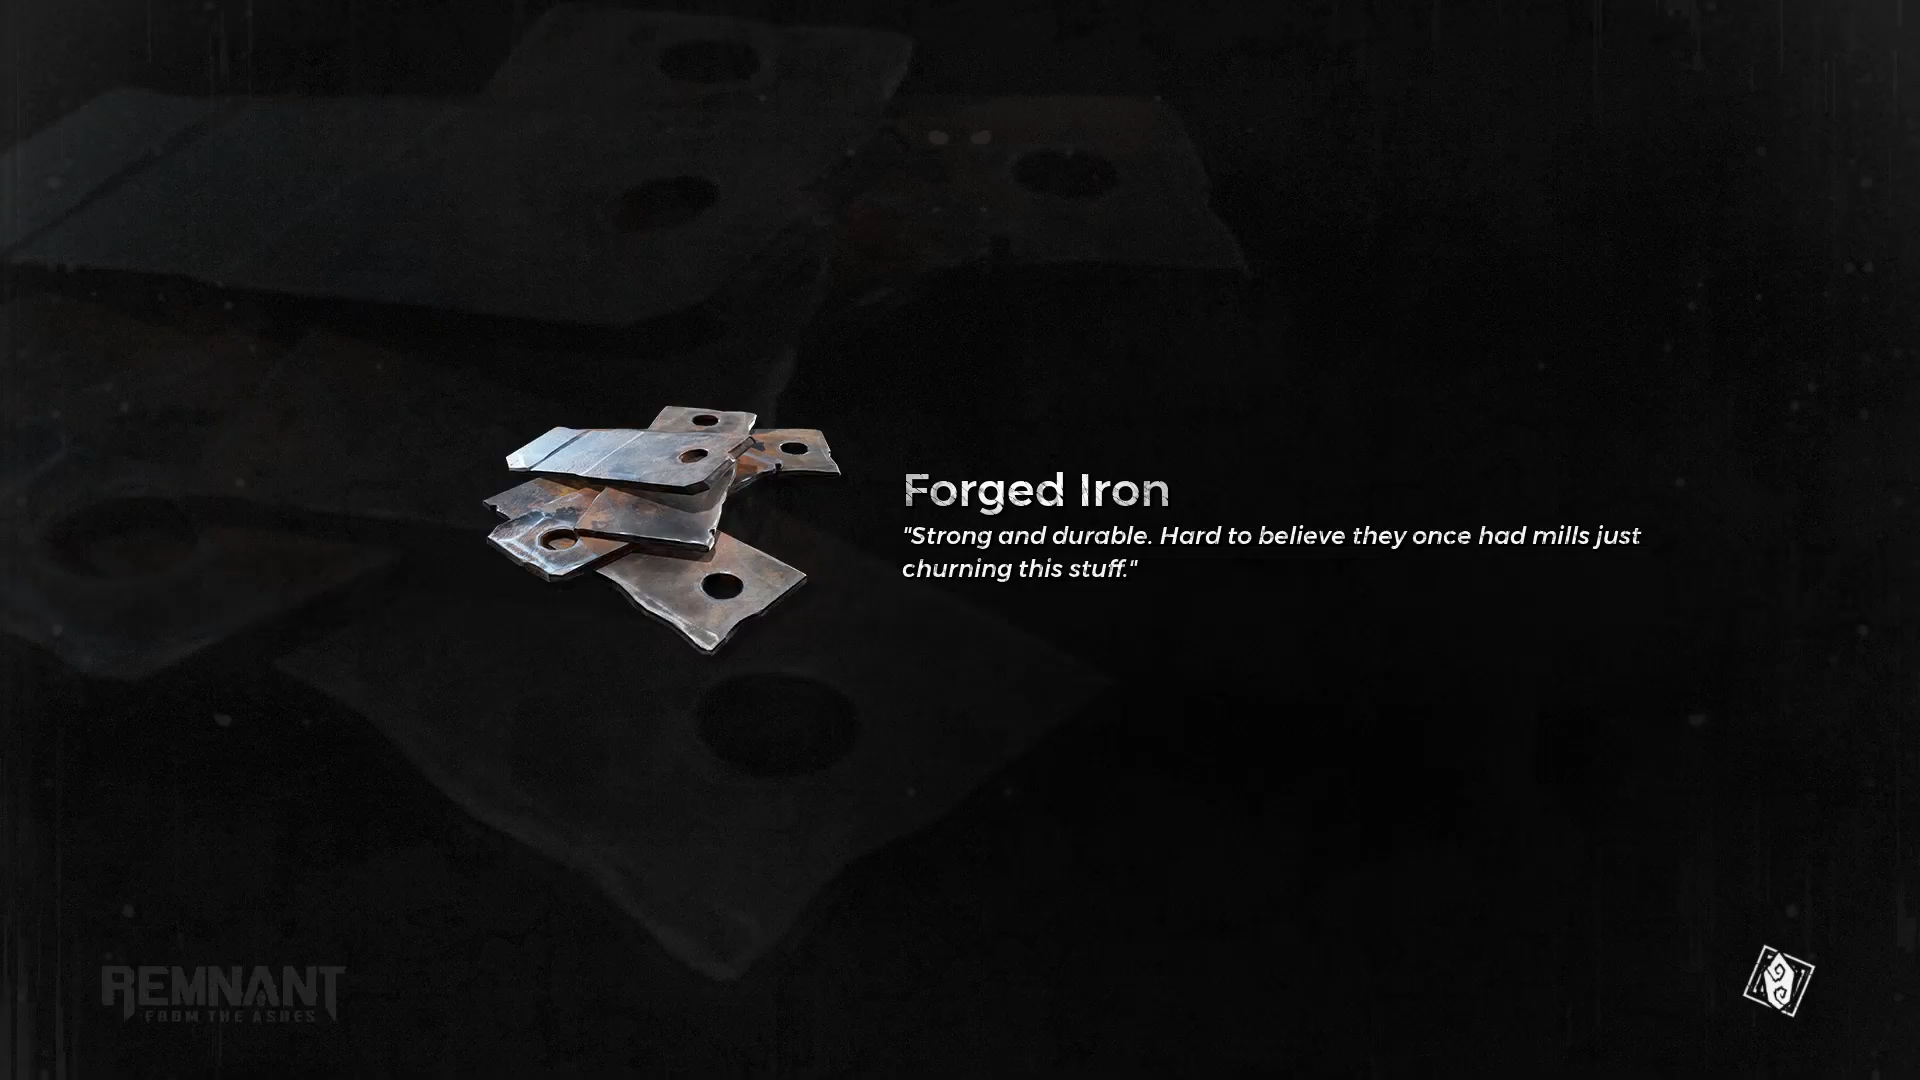 Forged Iron
"Strong and durable. Hard to believe they once had mills just
churning this stuff."
REMNANT
FROM THE ASHES